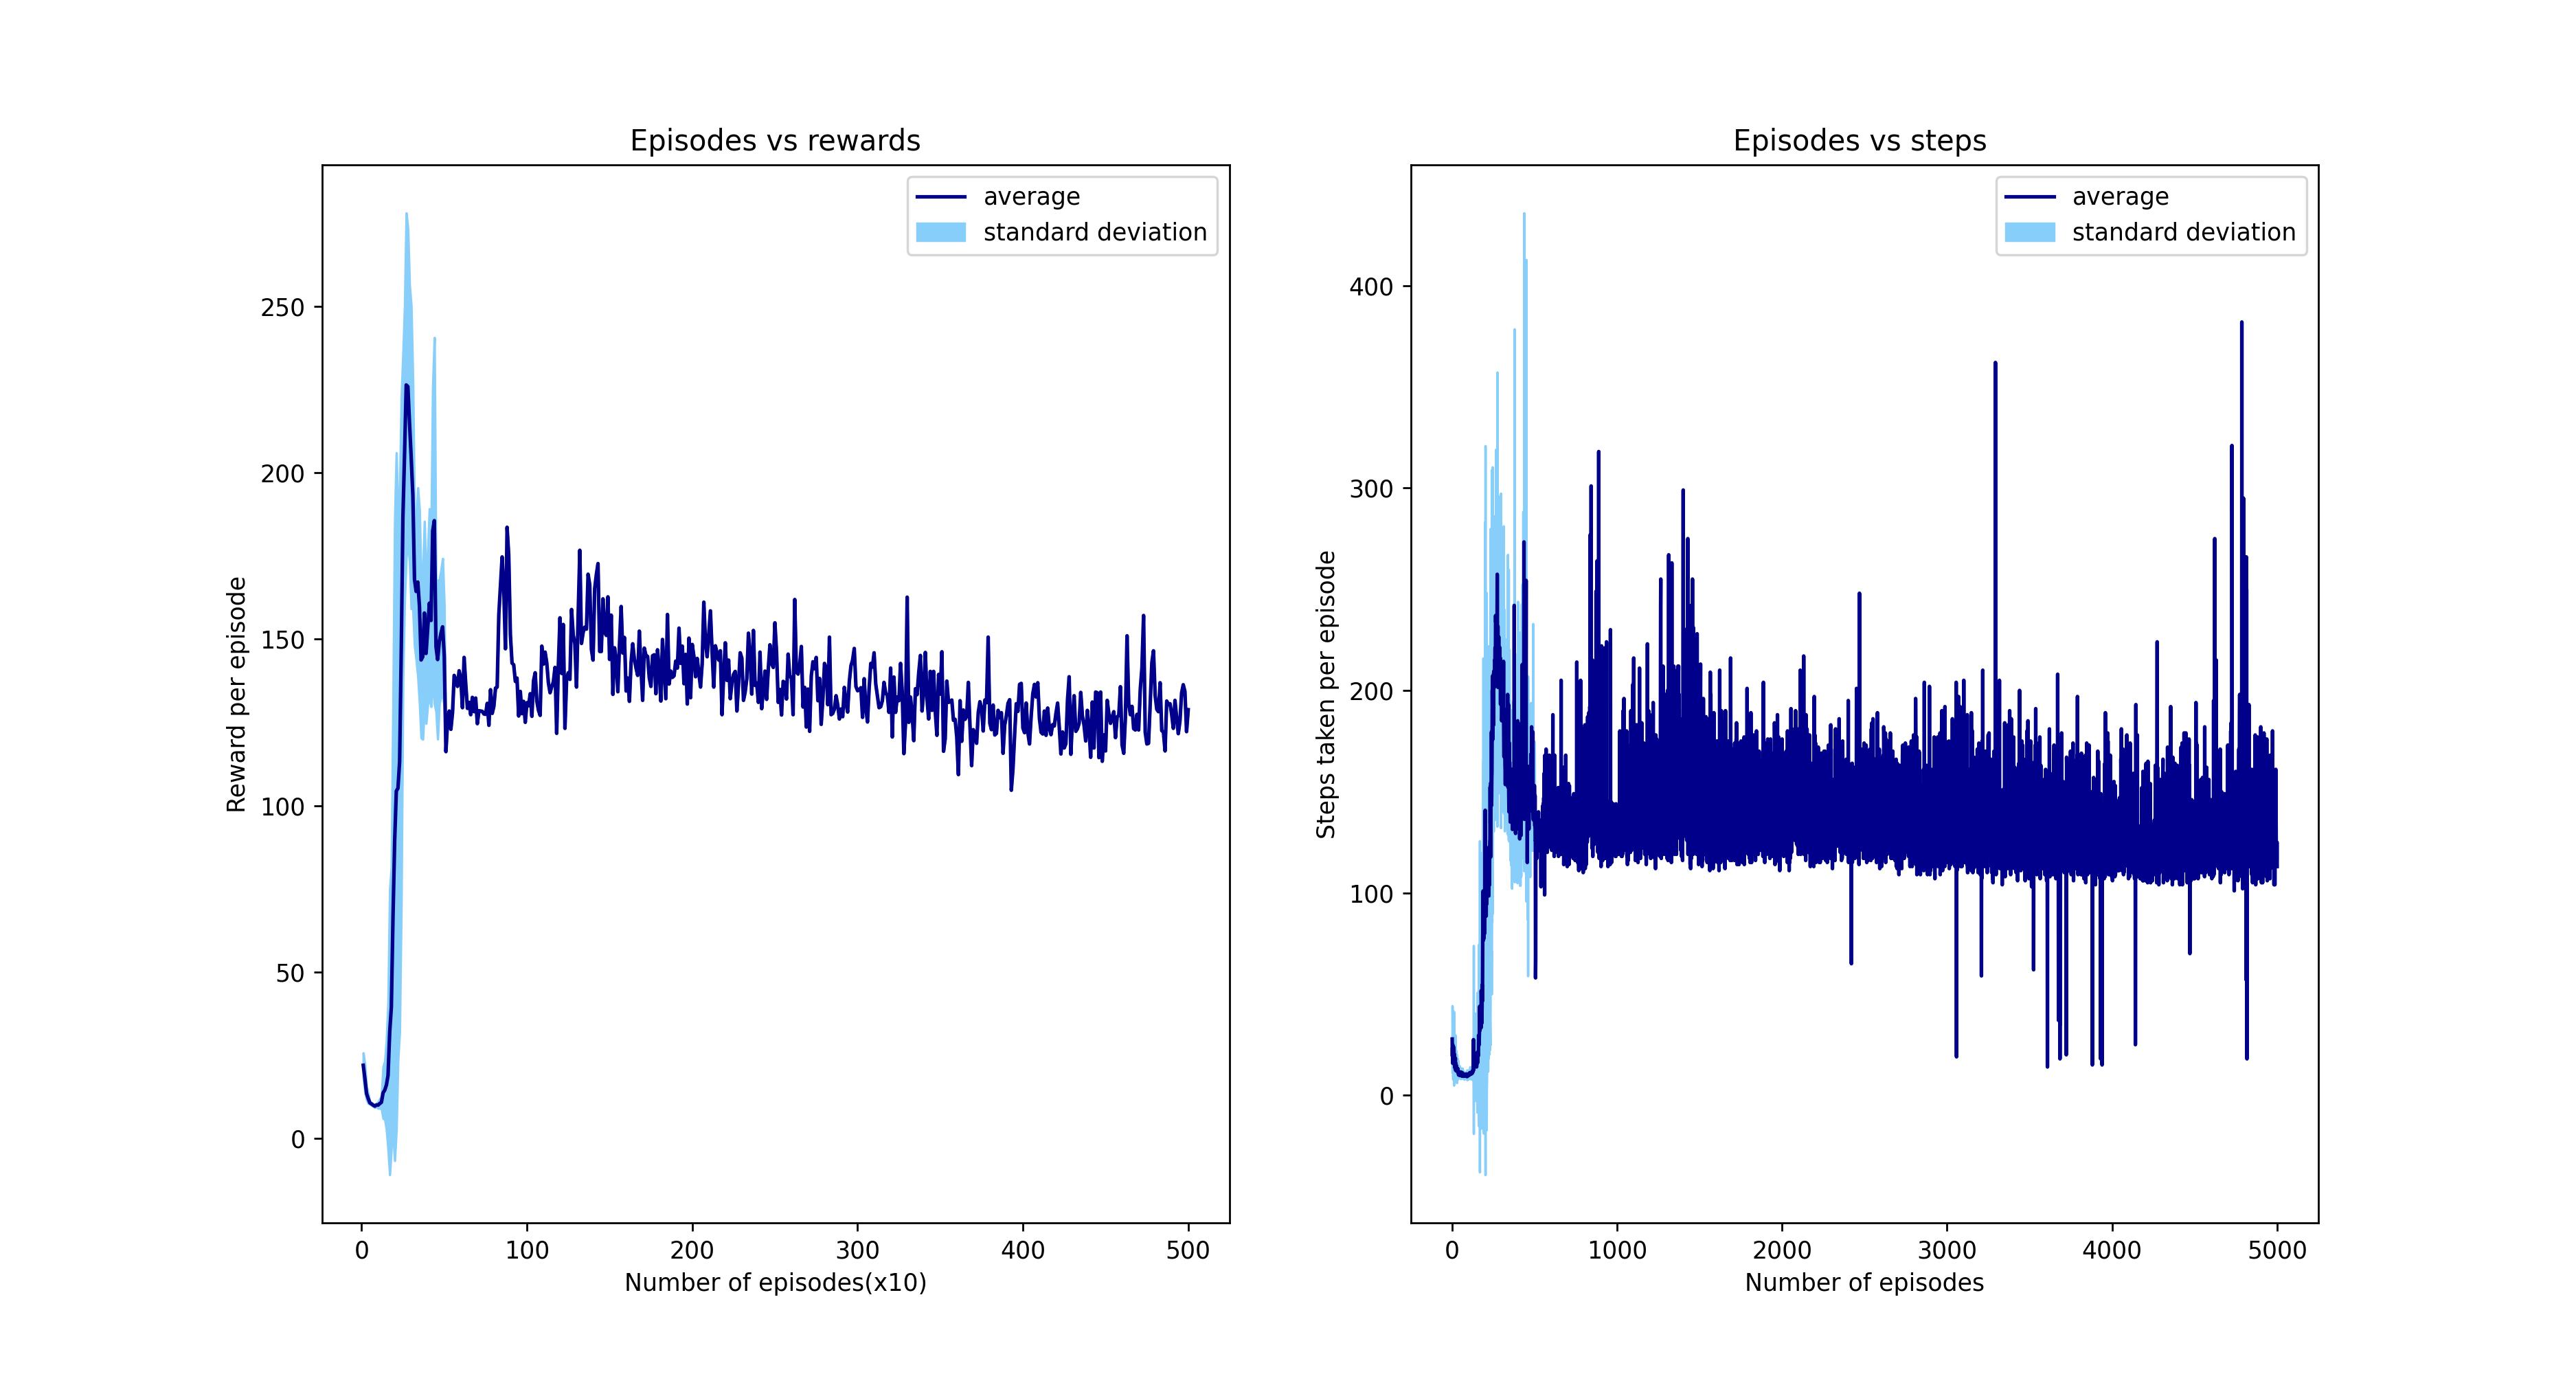 Episodes vs rewards
average
standard deviation
250
200
150
100
50
0
Reward per episode
0 100 200 300 400 500
Number of episodes(x10)
Episodes vs steps
average
standard deviation
400
300
200
100
0
Steps taken per episode
0 1000 2000 3000 4000 5000
Number of episodes